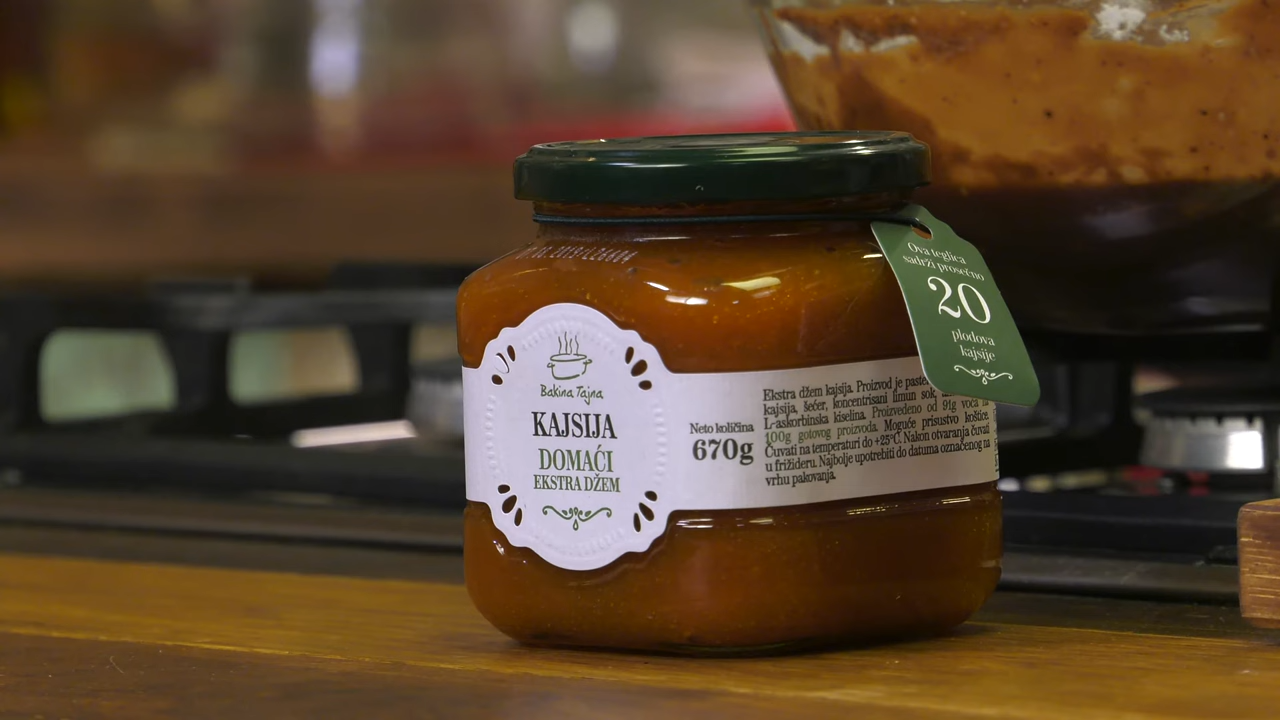 Bakina Tajna
KAJSIJA
DOMAĆI
EKSTRA DŽEM
Neto količina
670g
Ekstra džem kajsija. Proizvod je
kajsija, šećer, koncentrisani limun sok,
L-askorbinska kiselina. Proizvedeno od 91g voća na
100g gotovog proizvoda. Moguće prisustvo koštice.
Čuvati na temperaturi do +25°C. Nakon otvaranja čuvati
u frižideru. Najbolje upotrebiti do datuma označenog na
vrhu pakovanja.
Ova teglica
sadrži prosečno
20
plodova
kajsije